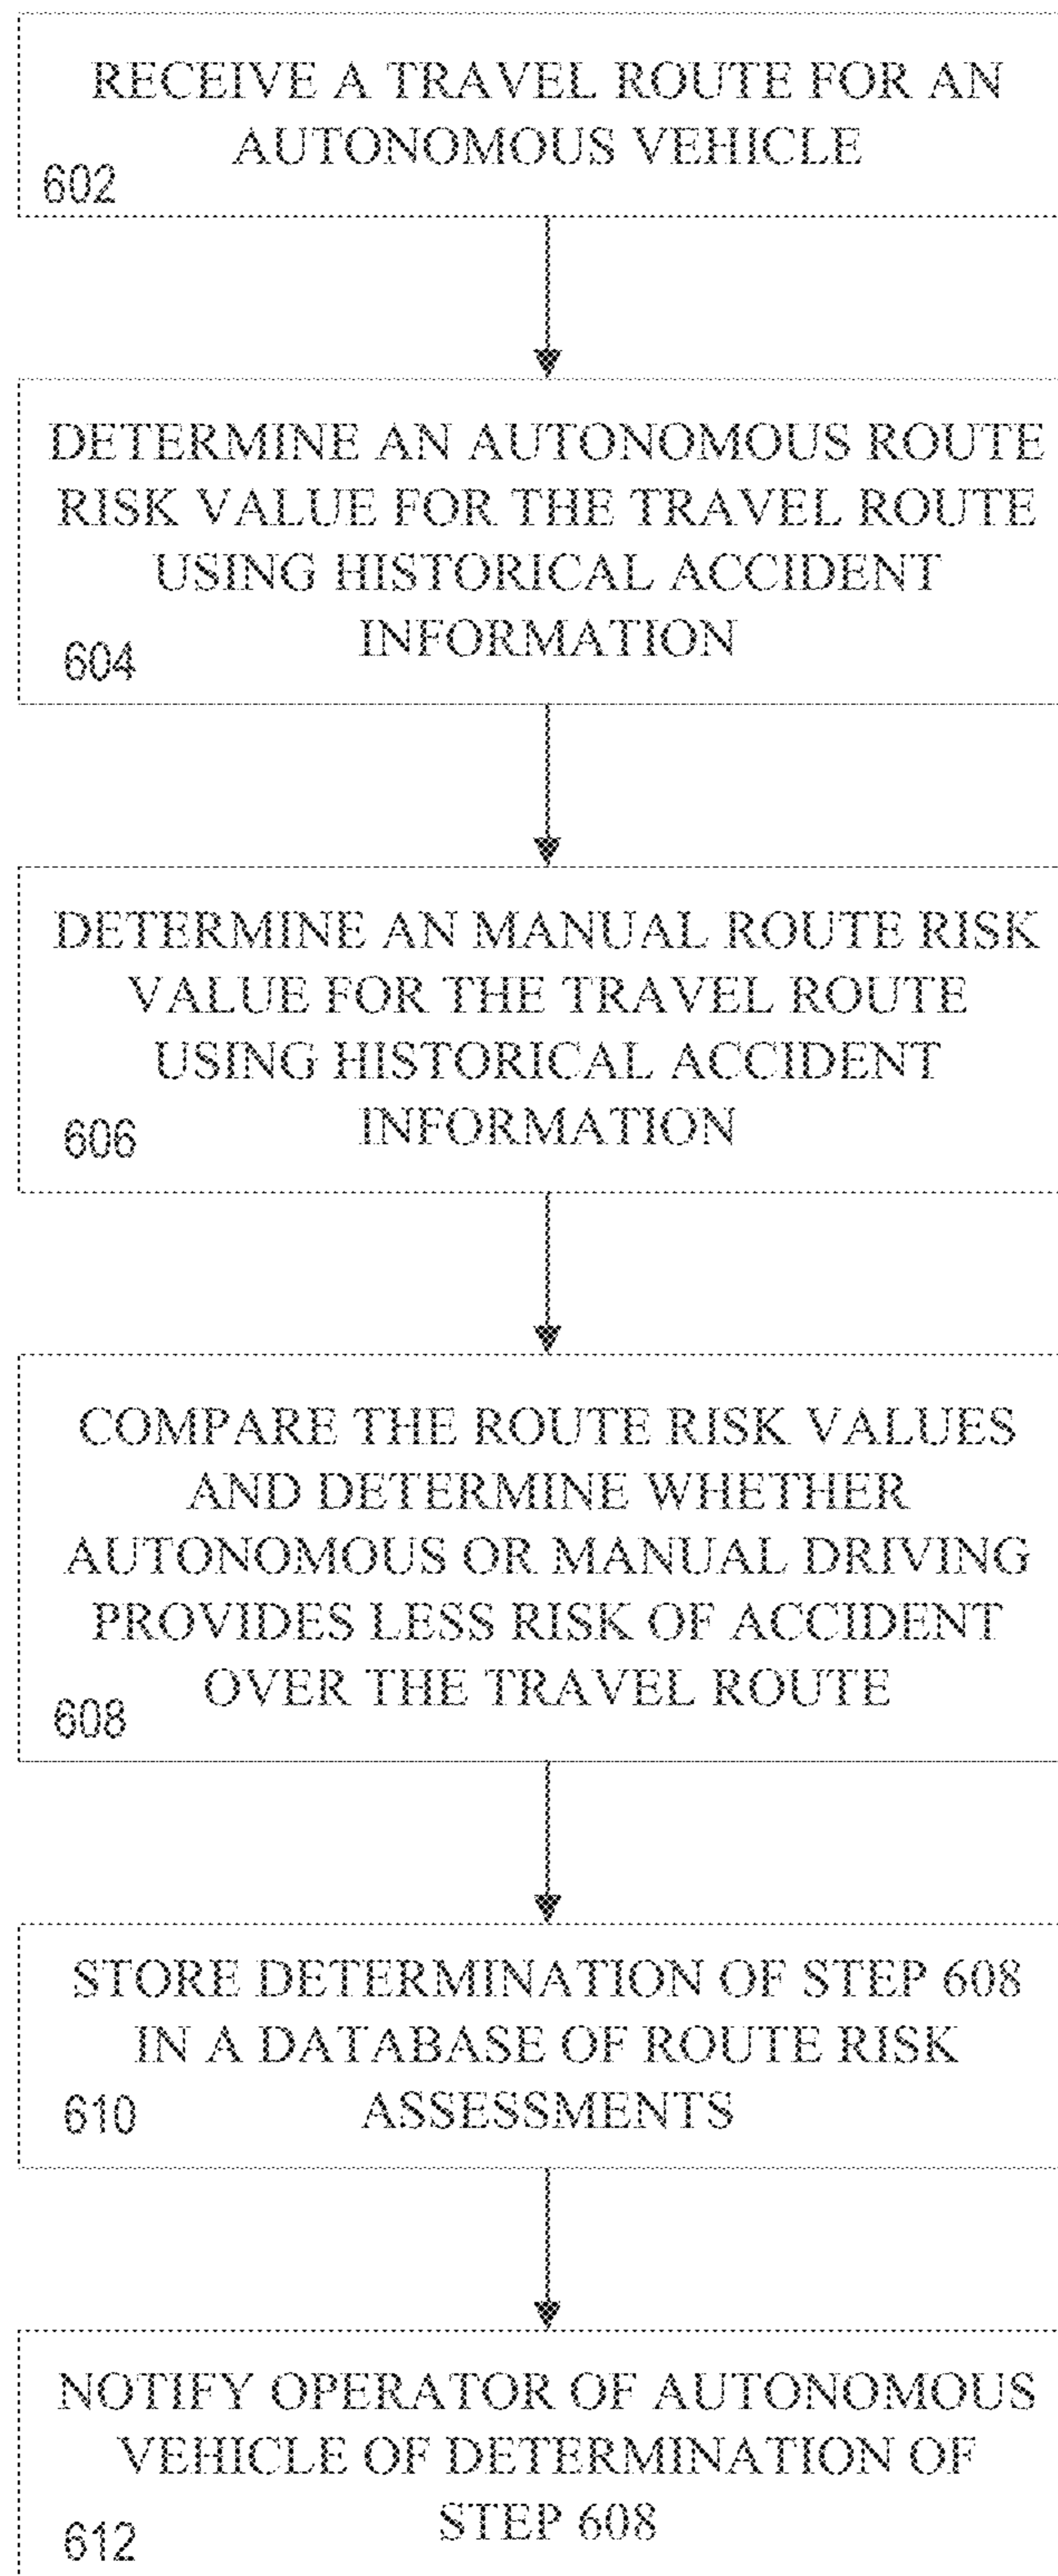 RECEIVE A TRAVEL ROUTE FOR AN
AUTONOMOUS VEHICLE
602
DETERMINE AN AUTONOMOUS ROUTE
RISK VALUE FOR THE TRAVEL ROUTE
USING HISTORICAL ACCIDENT
INFORMATION
604
DETERMINE AN MANUAL ROUTE RISK
VALUE FOR THE TRAVEL ROUTE
USING HISTORICAL ACCIDENT
INFORMATION
606
COMPARE THE ROUTE RISK VALUES
AND DETERMINE WHETHER
AUTONOMOUS OR MANUAL DRIVING
PROVIDES LESS RISK OF ACCIDENT
OVER THE TRAVEL ROUTE
608
STORE DETERMINATION OF STEP 608
IN A DATABASE OF ROUTE RISK
ASSESSMENTS
610
NOTIFY OPERATOR OF AUTONOMOUS
VEHICLE OF DETERMINATION OF
STEP 608
612